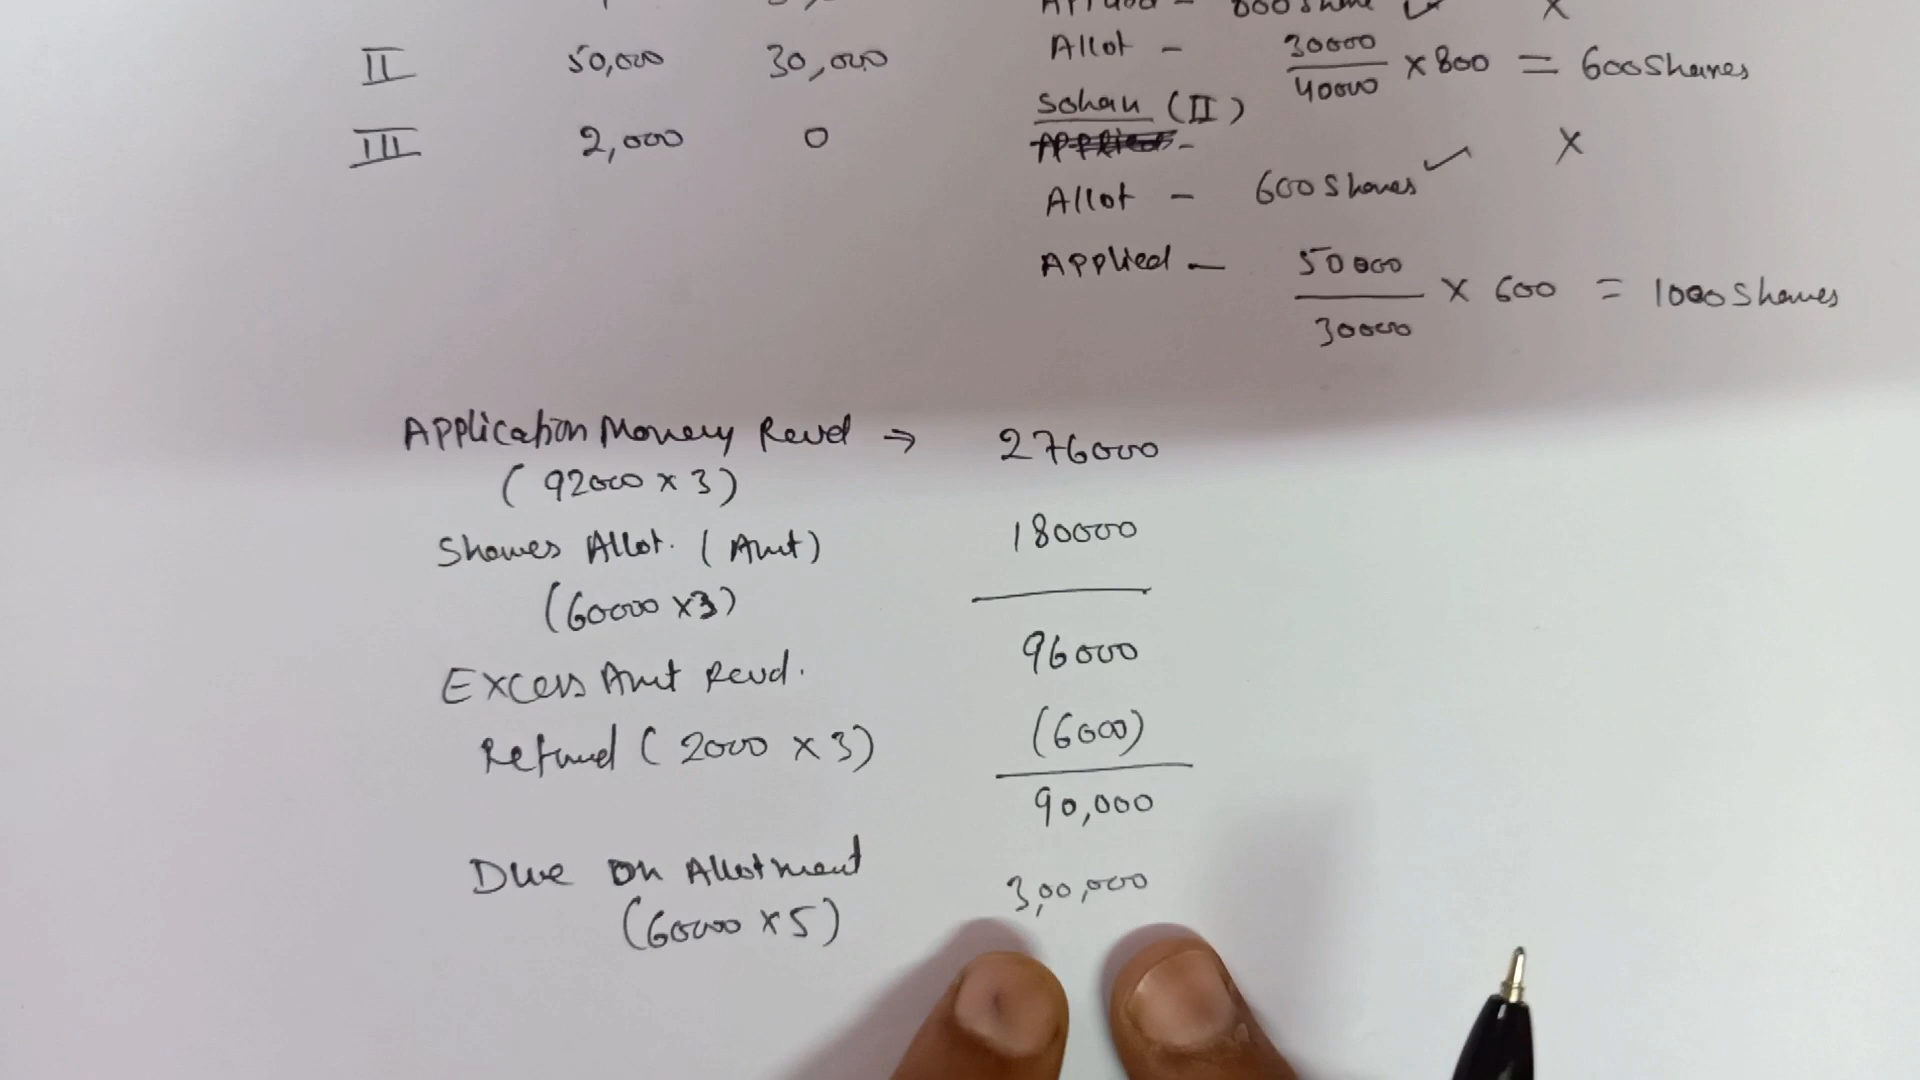 II 50,000 30,000
III 2,000 0
Allot - 30000 / 40000 × 800 = 600 Shares
Sohan (II)
Allot - 600 Shares ✓ X
Applied - 50000 / 30000 × 600 = 1000 Shares
Application Money Recvd → 276000
(92000 × 3)
Shares Allot. (Amt) 180000
(60000 × 3)
Excess Amt Recvd. 96000
Refund (2000 × 3) (6000)
90,000
Due on Allotment 3,00,000
(60000 × 5)